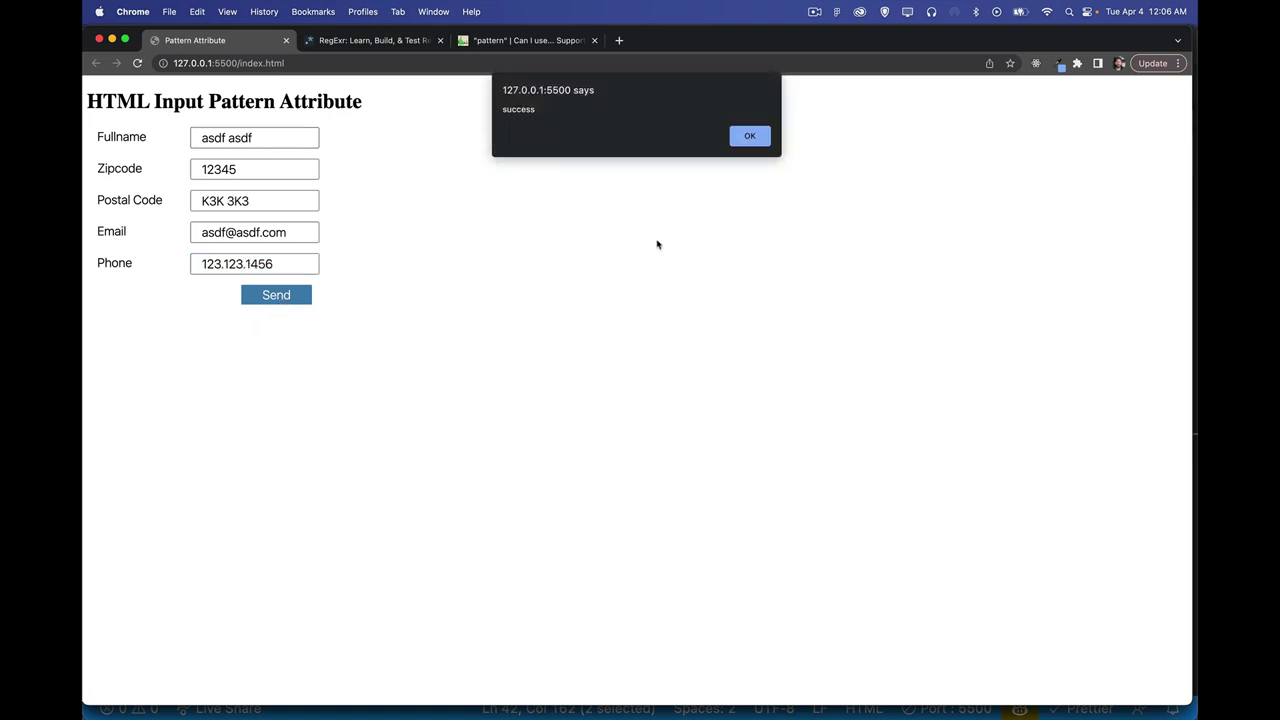 Chrome File Edit View History Bookmarks Profiles Tab Window Help Tue Apr 4 12:06 AM
Pattern Attribute RegExr: Learn, Build, & Test Re "pattern" | Can I use... Support
127.0.0.1:5500/index.html Update
127.0.0.1:5500 says
success
OK
HTML Input Pattern Attribute
Fullname asdf asdf
Zipcode 12345
Postal Code K3K 3K3
Email asdf@asdf.com
Phone 123.123.1456
Send
0 0 Live Share Ln 42, Col 162 (2 selected) Spaces: 2 UTF-8 LF HTML Port : 5500 Prettier